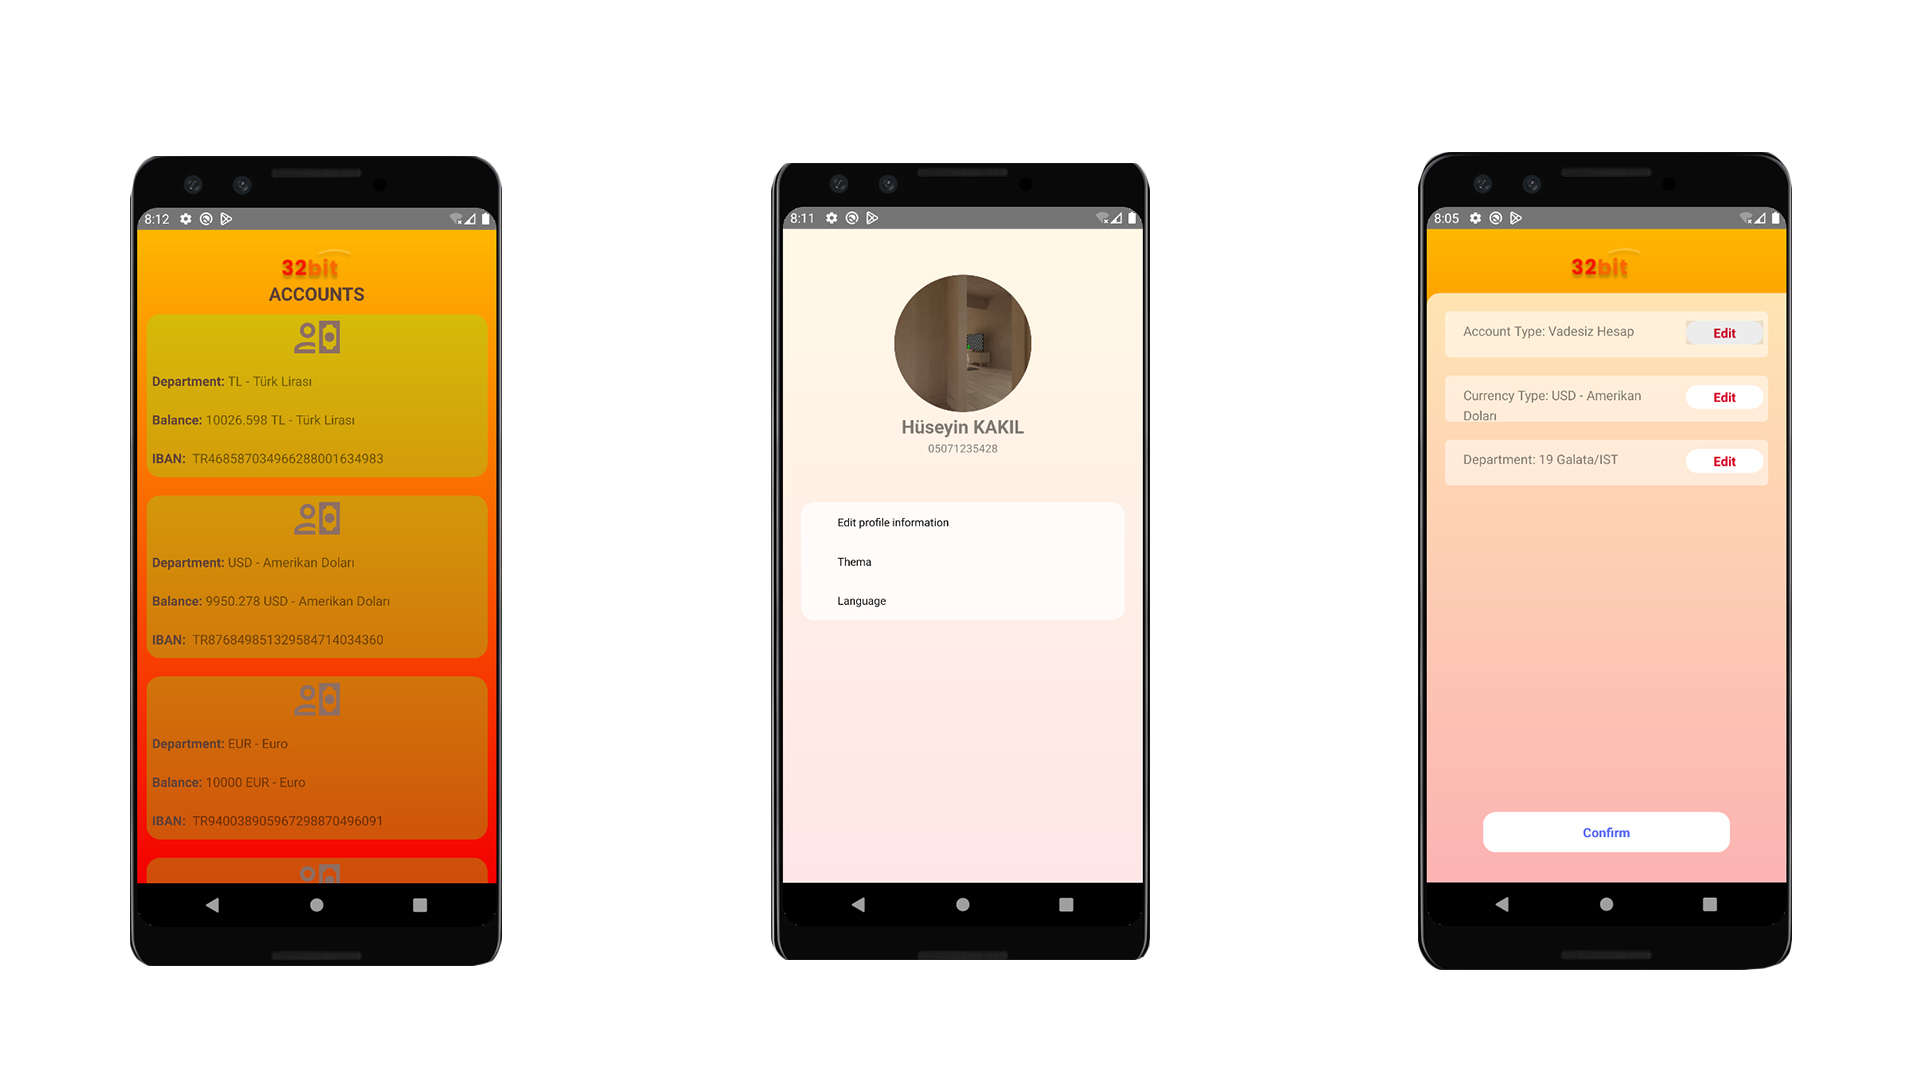 8:12
32bit
ACCOUNTS
Department: TL - Türk Lirası
Balance: 10026.598 TL - Türk Lirası
IBAN: TR468587034966288001634983
Department: USD - Amerikan Doları
Balance: 9950.278 USD - Amerikan Doları
IBAN: TR876849851329584714034360
Department: EUR - Euro
Balance: 10000 EUR - Euro
IBAN: TR940038905967298870496091
8:11
Hüseyin KAKIL
05071235428
Edit profile information
Thema
Language
8:05
32bit
Account Type: Vadesiz Hesap
Edit
Currency Type: USD - Amerikan
Doları
Edit
Department: 19 Galata/IST
Edit
Confirm